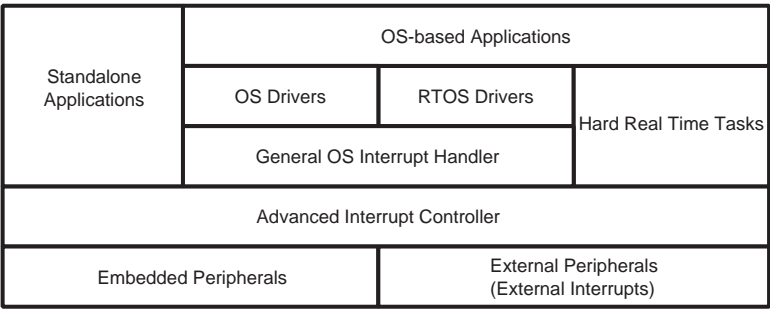 OS-based Applications
Standalone
Applications
OS Drivers
RTOS Drivers
Hard Real Time Tasks
General OS Interrupt Handler
Advanced Interrupt Controller
Embedded Peripherals
External Peripherals
(External Interrupts)